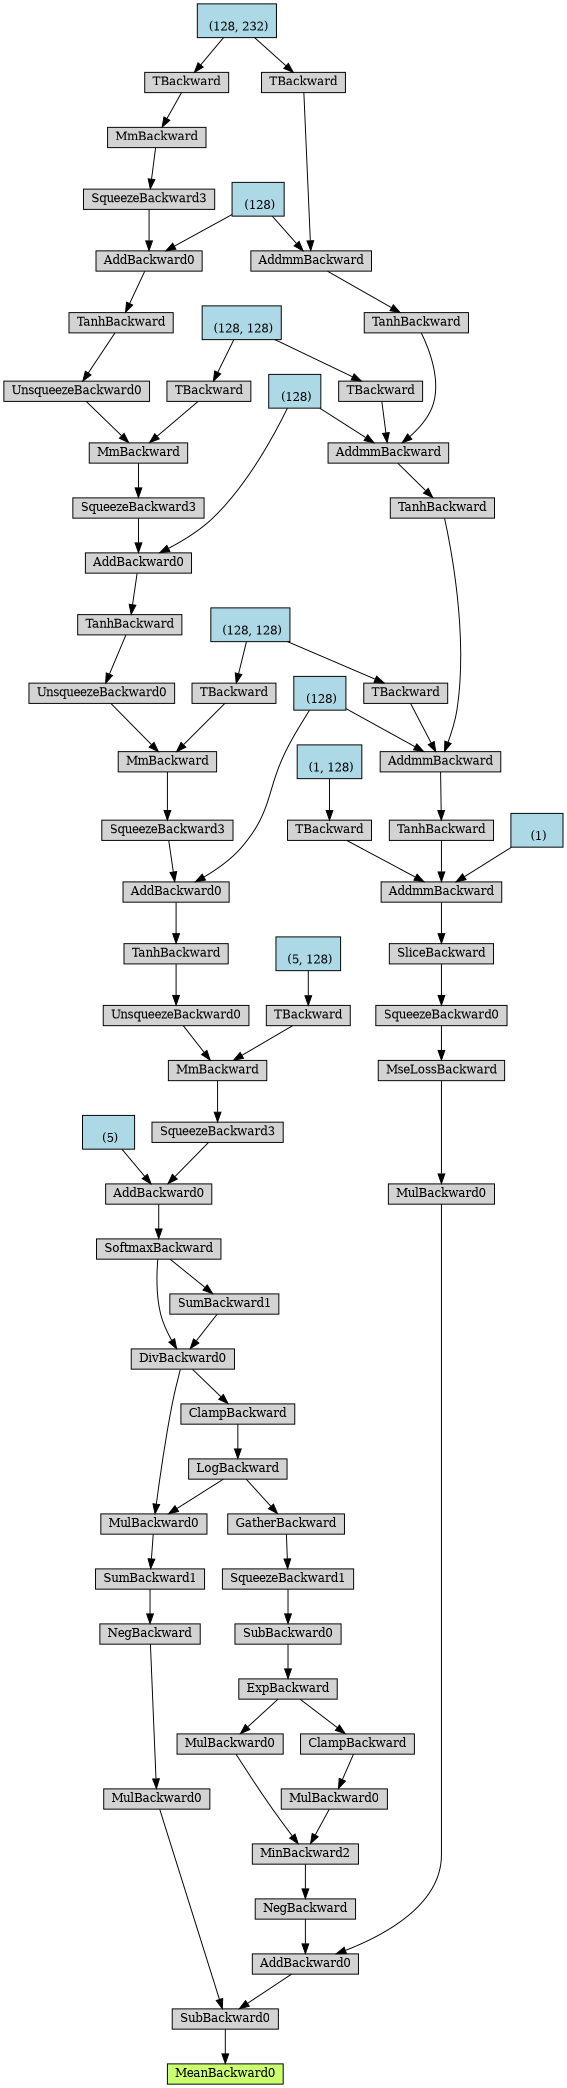 (128, 232)
TBackward
TBackward
MmBackward
SqueezeBackward3
(128)
AddBackward0
AddmmBackward
TanhBackward
TanhBackward
(128, 128)
UnsqueezeBackward0
TBackward
TBackward
(128)
MmBackward
AddmmBackward
SqueezeBackward3
TanhBackward
AddBackward0
TanhBackward
(128, 128)
UnsqueezeBackward0
TBackward
TBackward
(128)
MmBackward
(1, 128)
AddmmBackward
SqueezeBackward3
TBackward
TanhBackward
(1)
AddBackward0
AddmmBackward
TanhBackward
SliceBackward
(5, 128)
UnsqueezeBackward0
TBackward
SqueezeBackward0
MmBackward
MseLossBackward
(5)
SqueezeBackward3
AddBackward0
MulBackward0
SoftmaxBackward
SumBackward1
DivBackward0
ClampBackward
LogBackward
MulBackward0
GatherBackward
SumBackward1
SqueezeBackward1
NegBackward
SubBackward0
ExpBackward
MulBackward0
ClampBackward
MulBackward0
MulBackward0
MinBackward2
NegBackward
AddBackward0
SubBackward0
MeanBackward0